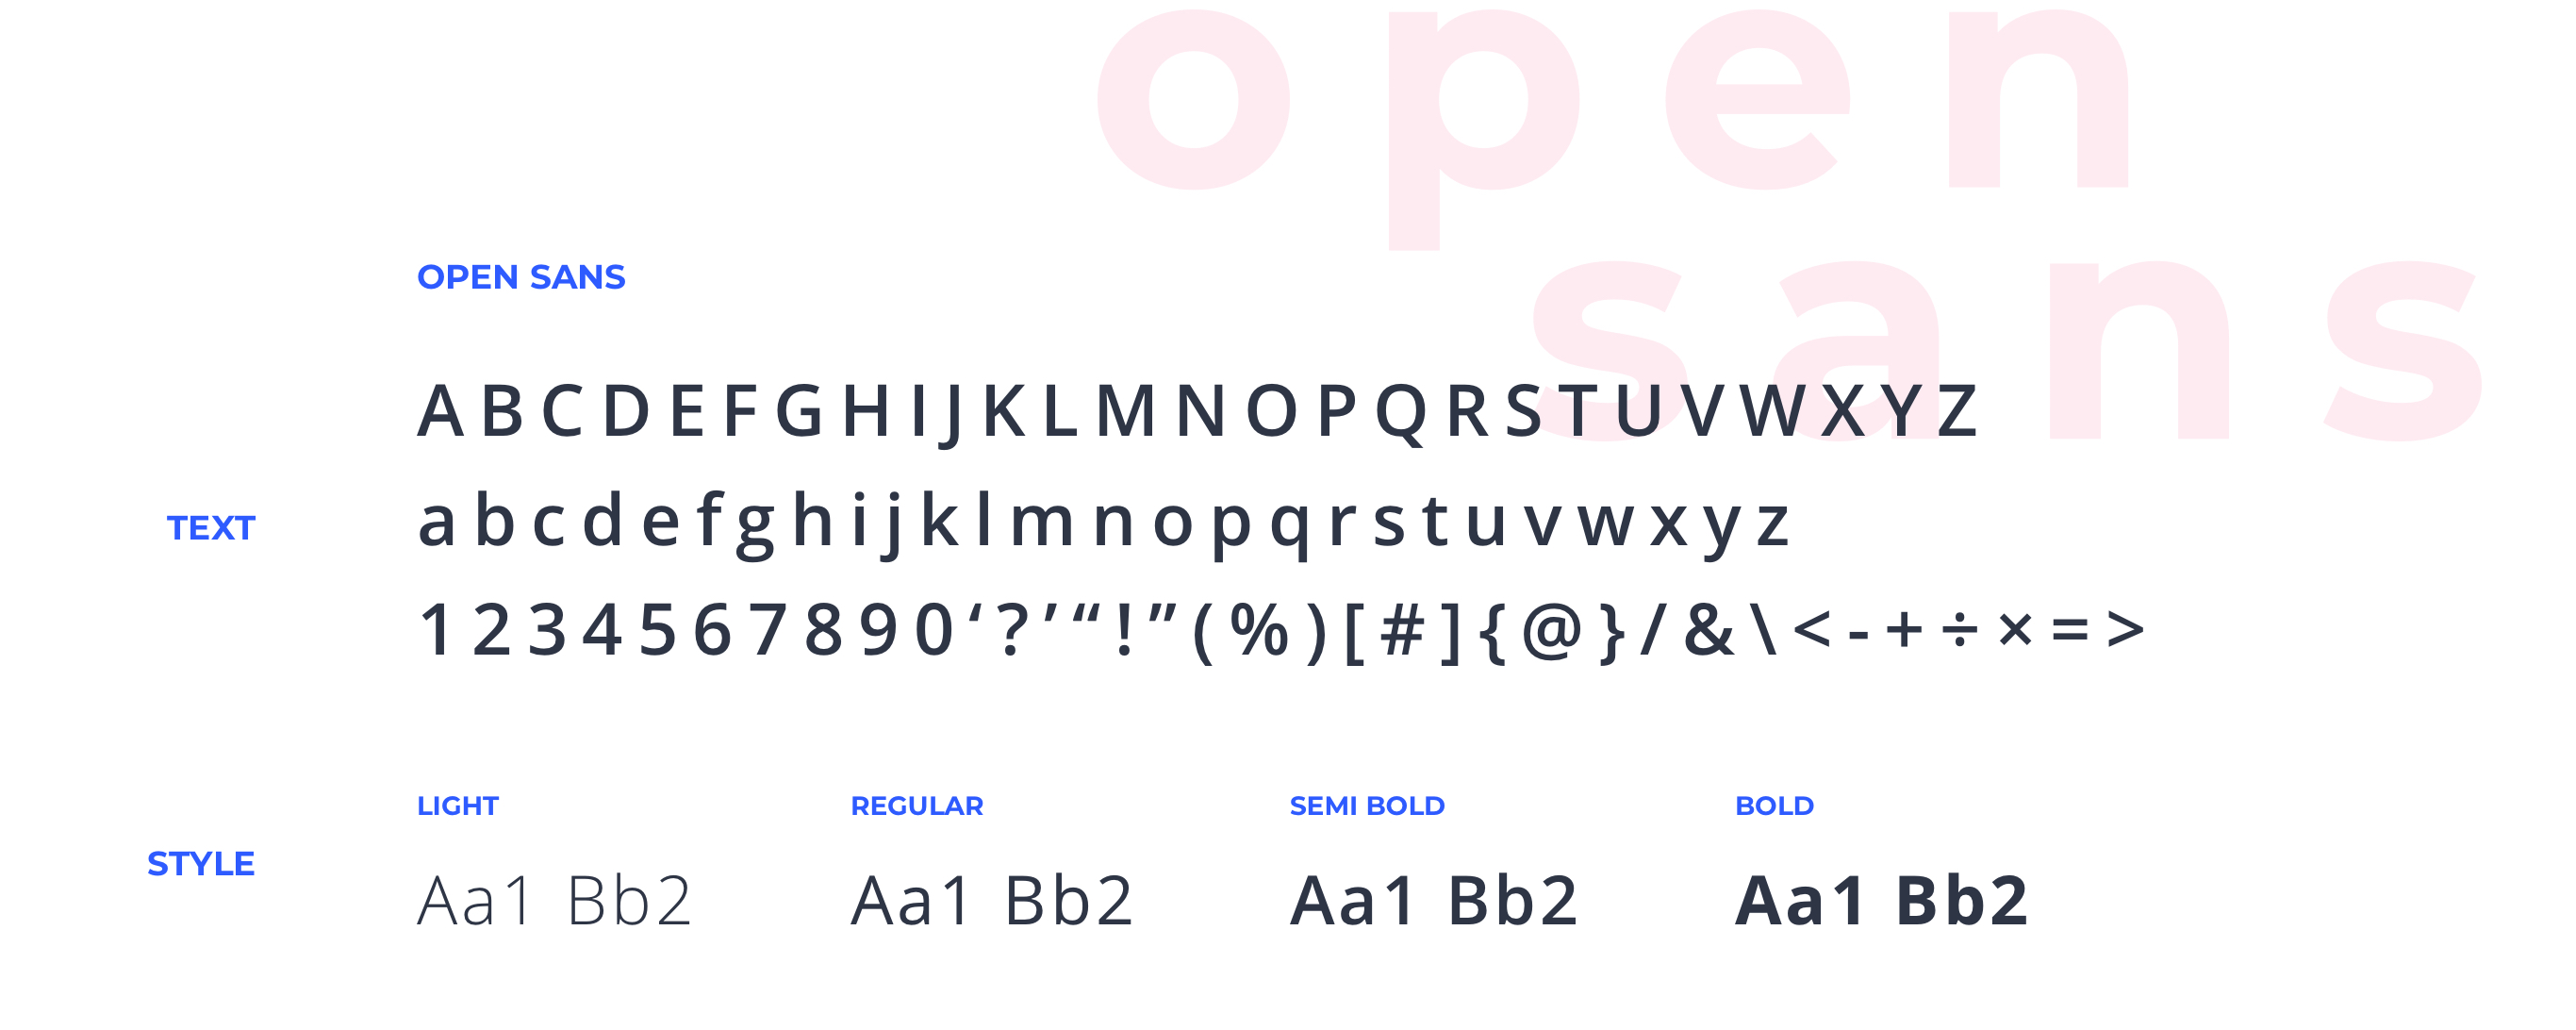 open
sans
OPEN SANS
A B C D E F G H I J K L M N O P Q R S T U V W X Y Z
TEXT
a b c d e f g h i j k l m n o p q r s t u v w x y z
1 2 3 4 5 6 7 8 9 0 ‘ ? ’ “ ! ” ( % ) [ # ] { @ } / & \ < - + ÷ × = >
LIGHT REGULAR SEMI BOLD BOLD
STYLE
Aa1 Bb2 Aa1 Bb2 Aa1 Bb2 Aa1 Bb2